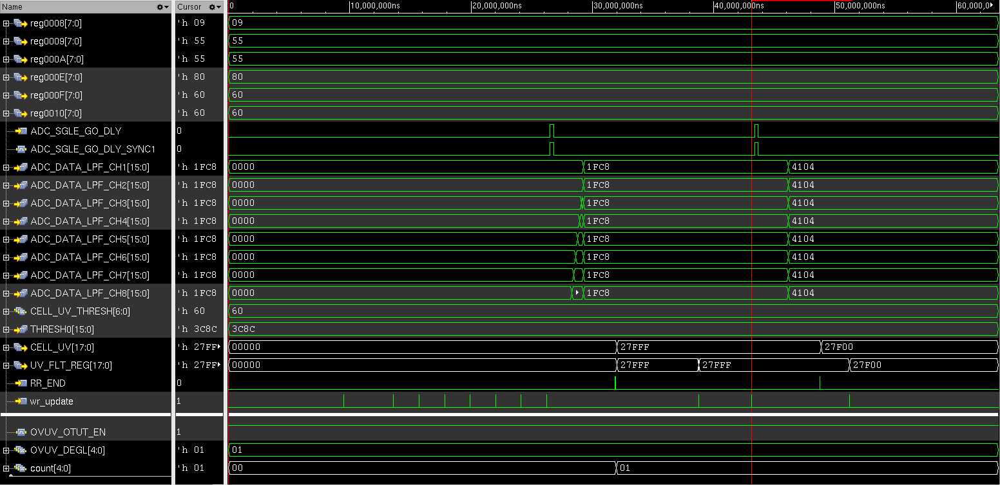 Name Cursor 0 10,000,000ns 20,000,000ns 30,000,000ns 40,000,000ns 50,000,000ns 60,000,0
reg0008[7:0] 'h 09 09
reg0009[7:0] 'h 55 55
reg000A[7:0] 'h 55 55
reg000E[7:0] 'h 80 80
reg000F[7:0] 'h 60 60
reg0010[7:0] 'h 60 60
ADC_SGLE_GO_DLY 0
ADC_SGLE_GO_DLY_SYNC1 0
ADC_DATA_LPF_CH1[15:0] 'h 1FC8 0000 1FC8 4104
ADC_DATA_LPF_CH2[15:0] 'h 1FC8 0000 1FC8 4104
ADC_DATA_LPF_CH3[15:0] 'h 1FC8 0000 1FC8 4104
ADC_DATA_LPF_CH4[15:0] 'h 1FC8 0000 1FC8 4104
ADC_DATA_LPF_CH5[15:0] 'h 1FC8 0000 1FC8 4104
ADC_DATA_LPF_CH6[15:0] 'h 1FC8 0000 1FC8 4104
ADC_DATA_LPF_CH7[15:0] 'h 1FC8 0000 1FC8 4104
ADC_DATA_LPF_CH8[15:0] 'h 1FC8 0000 1FC8 4104
CELL_UV_THRESH[6:0] 'h 60 60
THRESH0[15:0] 'h 3C8C 3C8C
CELL_UV[17:0] 'h 27FF 00000 27FFF 27F00
UV_FLT_REG[17:0] 'h 27FF 00000 27FFF 27FFF 27F00
RR_END 0
wr_update 1
OVUV_OTUT_EN 1
OVUV_DEGL[4:0] 'h 01 01
count[4:0] 'h 01 00 01